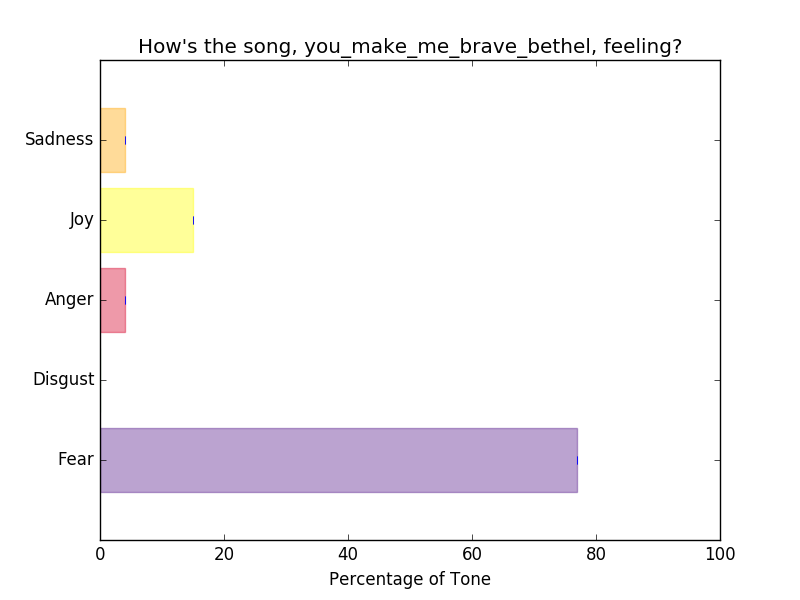 How's the song, you_make_me_brave_bethel, feeling?
Sadness
Joy
Anger
Disgust
Fear
0 20 40 60 80 100
Percentage of Tone